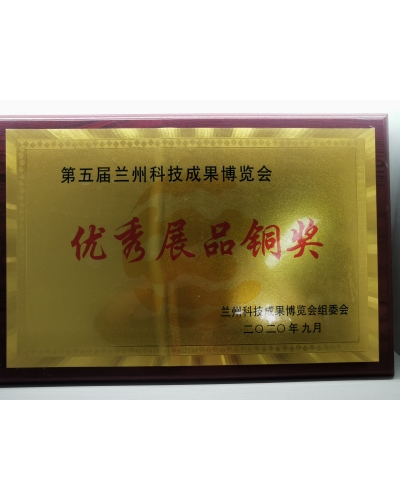 第五届兰州科技成果博览会
优秀展品铜奖
兰州科技成果博览会组委会
二〇二〇年九月